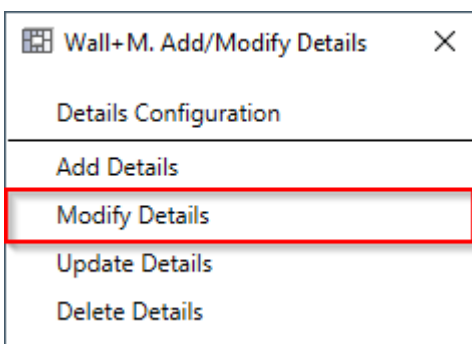 Wall+M. Add/Modify Details
Details Configuration
Add Details
Modify Details
Update Details
Delete Details